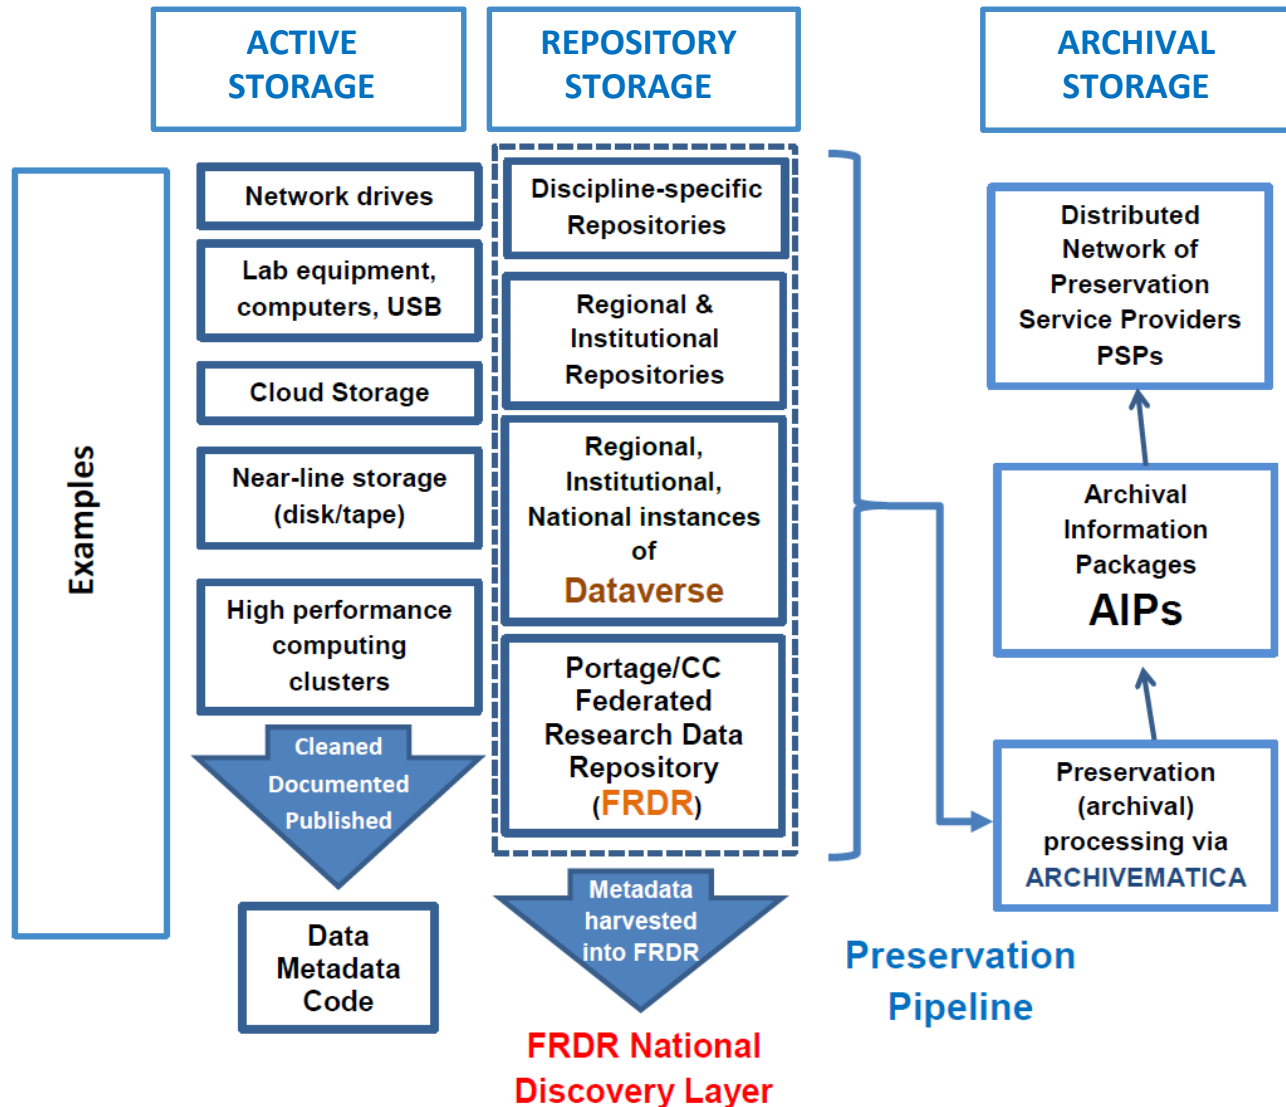 ACTIVE
STORAGE
REPOSITORY
STORAGE
ARCHIVAL
STORAGE
Examples
Network drives
Lab equipment,
computers, USB
Cloud Storage
Near-line storage
(disk/tape)
High performance
computing
clusters
Cleaned
Documented
Published
Data
Metadata
Code
Discipline-specific
Repositories
Regional &
Institutional
Repositories
Regional,
Institutional,
National instances
of
Dataverse
Portage/CC
Federated
Research Data
Repository
(FRDR)
Metadata
harvested
into FRDR
FRDR National
Discovery Layer
Preservation
Pipeline
Distributed
Network of
Preservation
Service Providers
PSPs
Archival
Information
Packages
AIPs
Preservation
(archival)
processing via
ARCHIVEMATICA